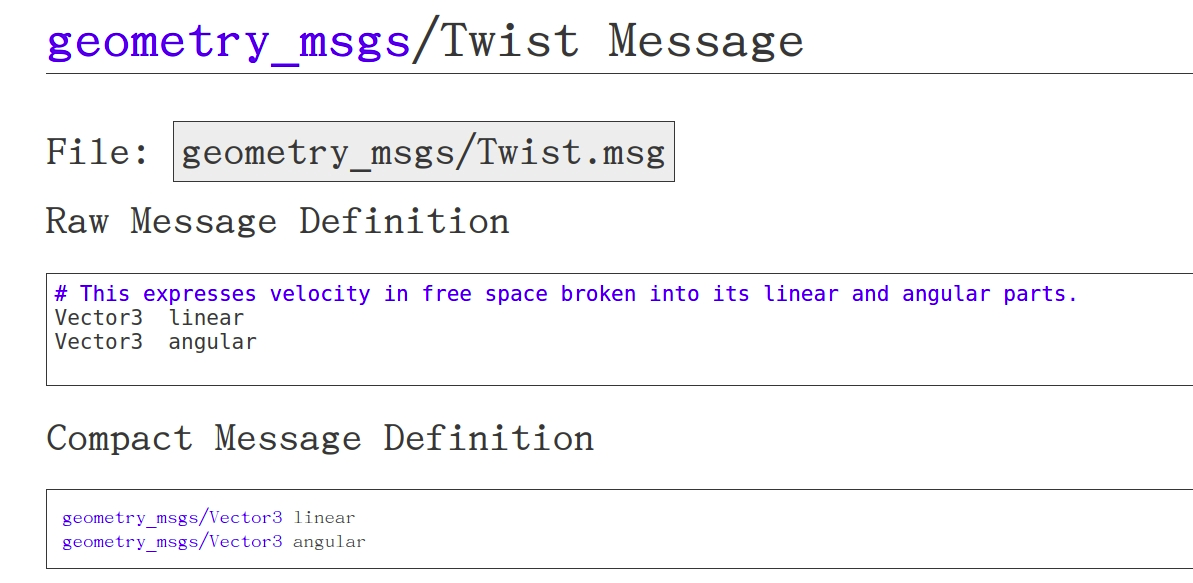 geometry_msgs/Twist Message
File: geometry_msgs/Twist.msg
Raw Message Definition
# This expresses velocity in free space broken into its linear and angular parts.
Vector3  linear
Vector3  angular
Compact Message Definition
geometry_msgs/Vector3 linear
geometry_msgs/Vector3 angular